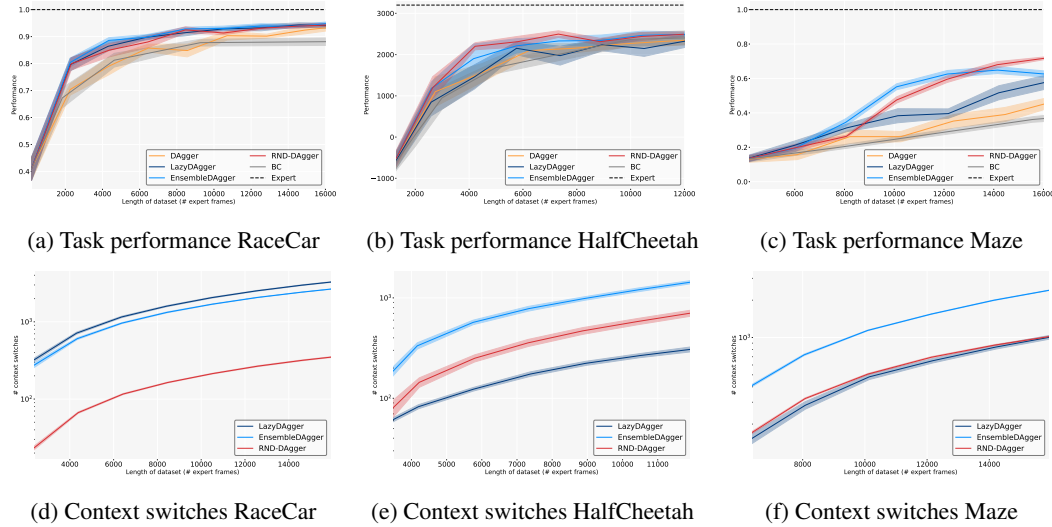 1.0
0.9
0.8
0.7
0.6
0.5
0.4
Performance
2000 4000 6000 8000 10000 12000 14000 16000
Length of dataset (# expert frames)
DAgger
LazyDAgger
EnsembleDAgger
RND-DAgger
BC
Expert
(a) Task performance RaceCar
3000
2000
1000
0
−1000
Performance
2000 4000 6000 8000 10000 12000
Length of dataset (# expert frames)
DAgger
LazyDAgger
EnsembleDAgger
RND-DAgger
BC
Expert
(b) Task performance HalfCheetah
1.0
0.8
0.6
0.4
0.2
0.0
Performance
6000 8000 10000 12000 14000 16000
Length of dataset (# expert frames)
DAgger
LazyDAgger
EnsembleDAgger
RND-DAgger
BC
Expert
(c) Task performance Maze
10³
10²
# context switches
4000 6000 8000 10000 12000 14000
Length of dataset (# expert frames)
LazyDAgger
EnsembleDAgger
RND-DAgger
(d) Context switches RaceCar
10³
10²
# context switches
4000 5000 6000 7000 8000 9000 10000 11000
Length of dataset (# expert frames)
LazyDAgger
EnsembleDAgger
RND-DAgger
(e) Context switches HalfCheetah
10³
# context switches
8000 10000 12000 14000
Length of dataset (# expert frames)
LazyDAgger
EnsembleDAgger
RND-DAgger
(f) Context switches Maze